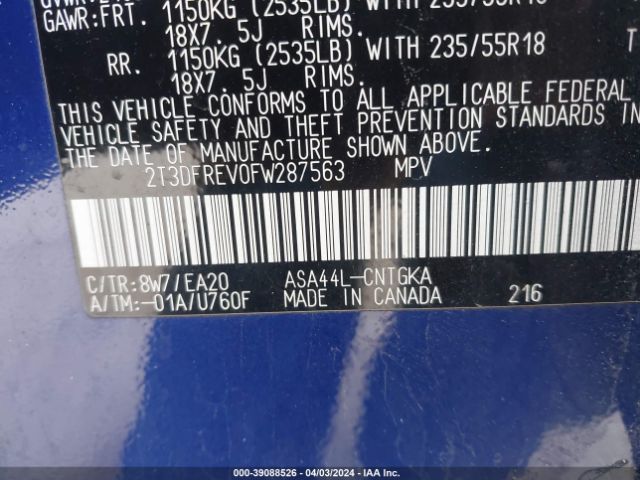 GAWR:FRT. 1150KG (2535LB) WITH 235/55R18
18X7. 5J RIMS.
RR. 1150KG (2535LB) WITH 235/55R18 T
18X7. 5J RIMS.
THIS VEHICLE CONFORMS TO ALL APPLICABLE FEDERAL
VEHICLE SAFETY AND THEFT PREVENTION STANDARDS IN
THE DATE OF MANUFACTURE SHOWN ABOVE.
2T3DFREV0FW287563 MPV
C/TR:8W7/EA20 ASA44L-CNTGKA
A/TM:-01A/U760F MADE IN CANADA 216
© - STOCK#: 39088526 | 04/03/2024 | IAA Inc.